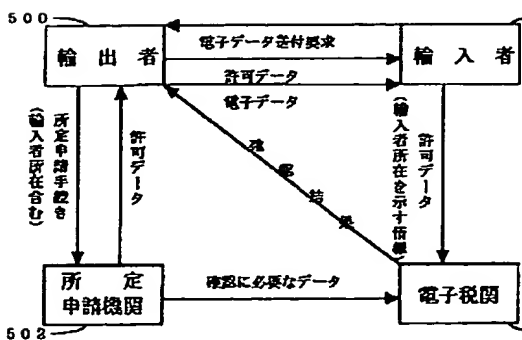 500
輸出者
電子データ送付要求
輸入者
許可データ
電子データ
所定申請手続き
(輸入者所在含む)
許可データ
確認結果
(輸入者所在を示す情報)
許可データ
所定
申請機関
確認に必要なデータ
電子税関
502